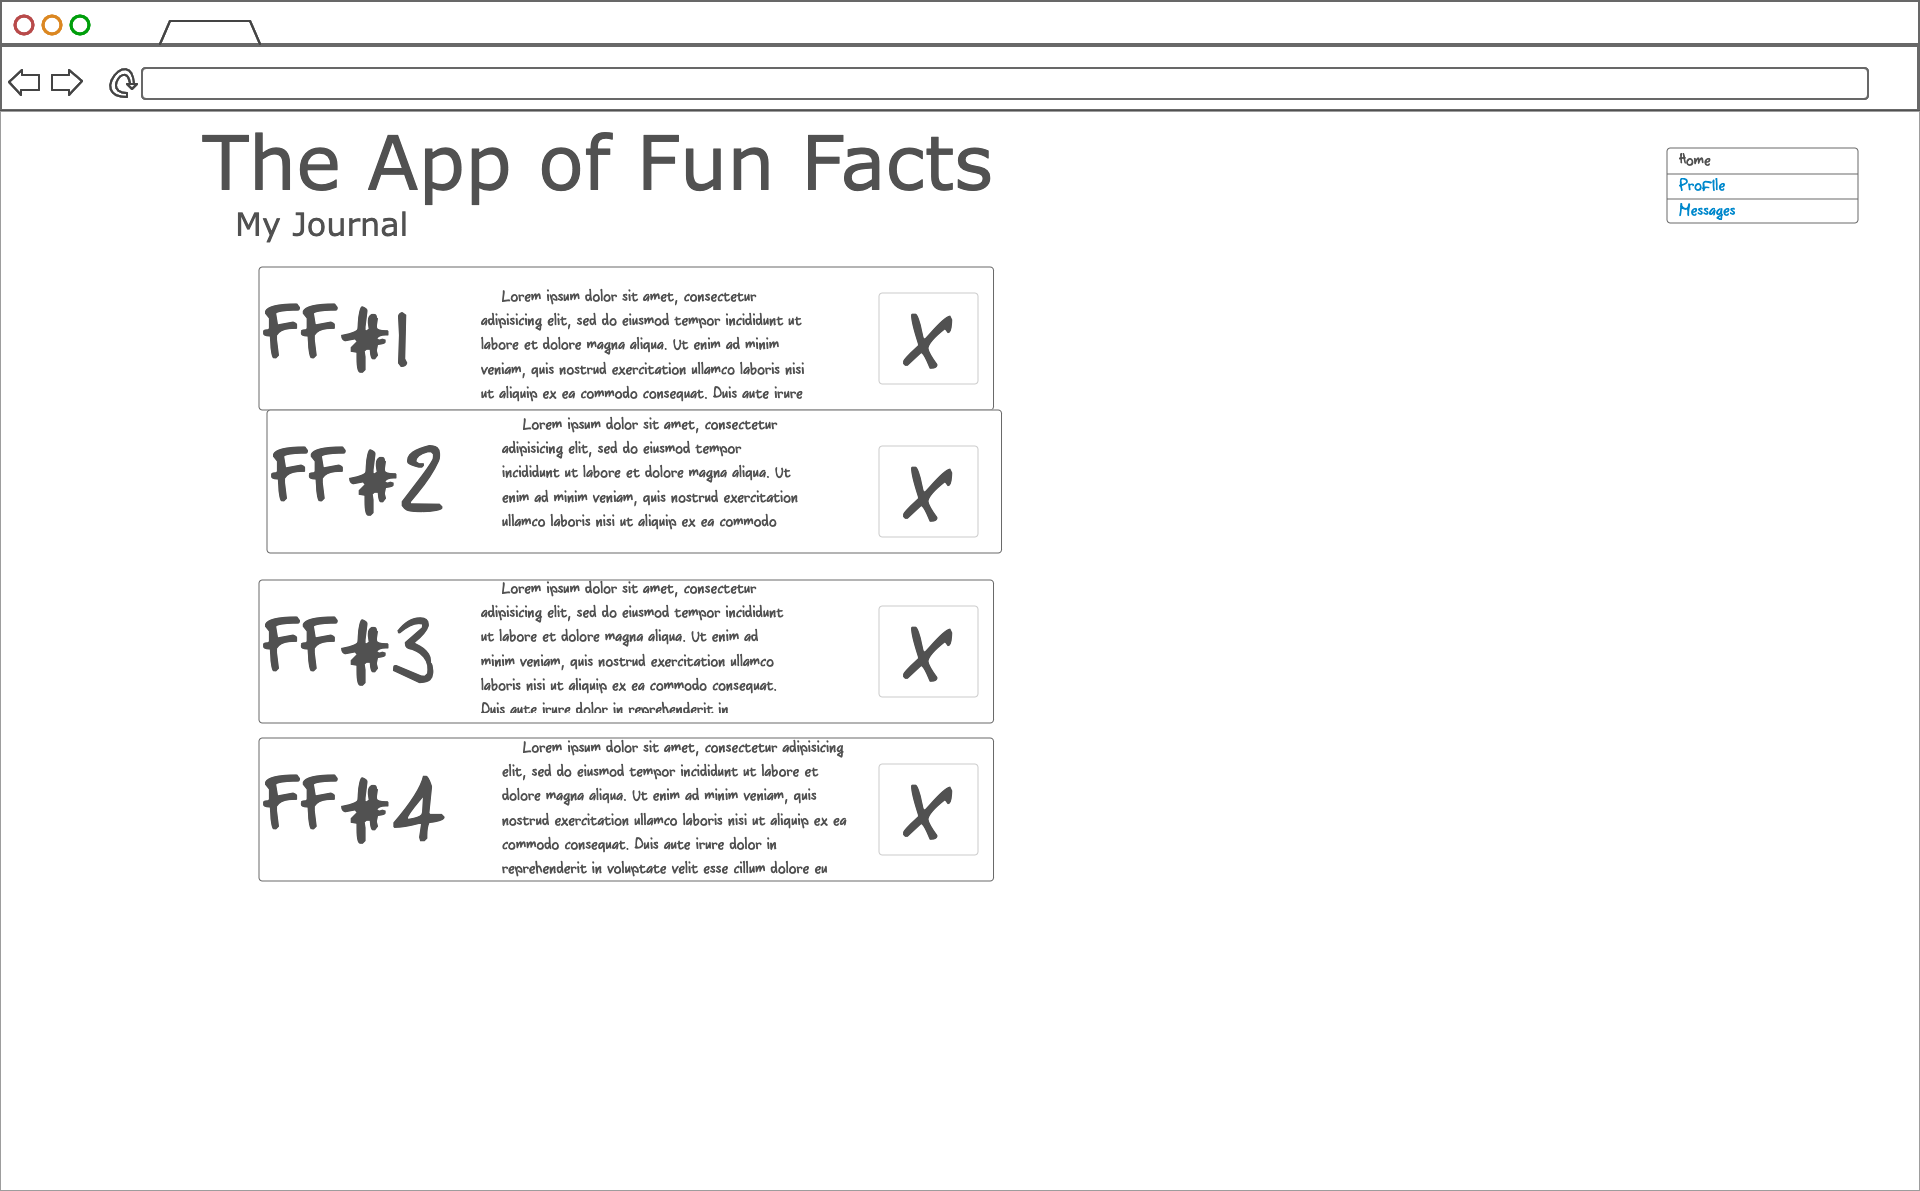 The App of Fun Facts
My Journal
Home
Profile
Messages
FF#1
Lorem ipsum dolor sit amet, consectetur
adipisicing elit, sed do eiusmod tempor incididunt ut
labore et dolore magna aliqua. Ut enim ad minim
veniam, quis nostrud exercitation ullamco laboris nisi
ut aliquip ex ea commodo consequat. Duis aute irure
X
FF#2
Lorem ipsum dolor sit amet, consectetur
adipisicing elit, sed do eiusmod tempor
incididunt ut labore et dolore magna aliqua. Ut
enim ad minim veniam, quis nostrud exercitation
ullamco laboris nisi ut aliquip ex ea commodo
X
FF#3
Lorem ipsum dolor sit amet, consectetur
adipisicing elit, sed do eiusmod tempor incididunt
ut labore et dolore magna aliqua. Ut enim ad
minim veniam, quis nostrud exercitation ullamco
laboris nisi ut aliquip ex ea commodo consequat.
Duis aute irure dolor in reprehenderit in
X
FF#4
Lorem ipsum dolor sit amet, consectetur adipisicing
elit, sed do eiusmod tempor incididunt ut labore et
dolore magna aliqua. Ut enim ad minim veniam, quis
nostrud exercitation ullamco laboris nisi ut aliquip ex ea
commodo consequat. Duis aute irure dolor in
reprehenderit in voluptate velit esse cillum dolore eu
X